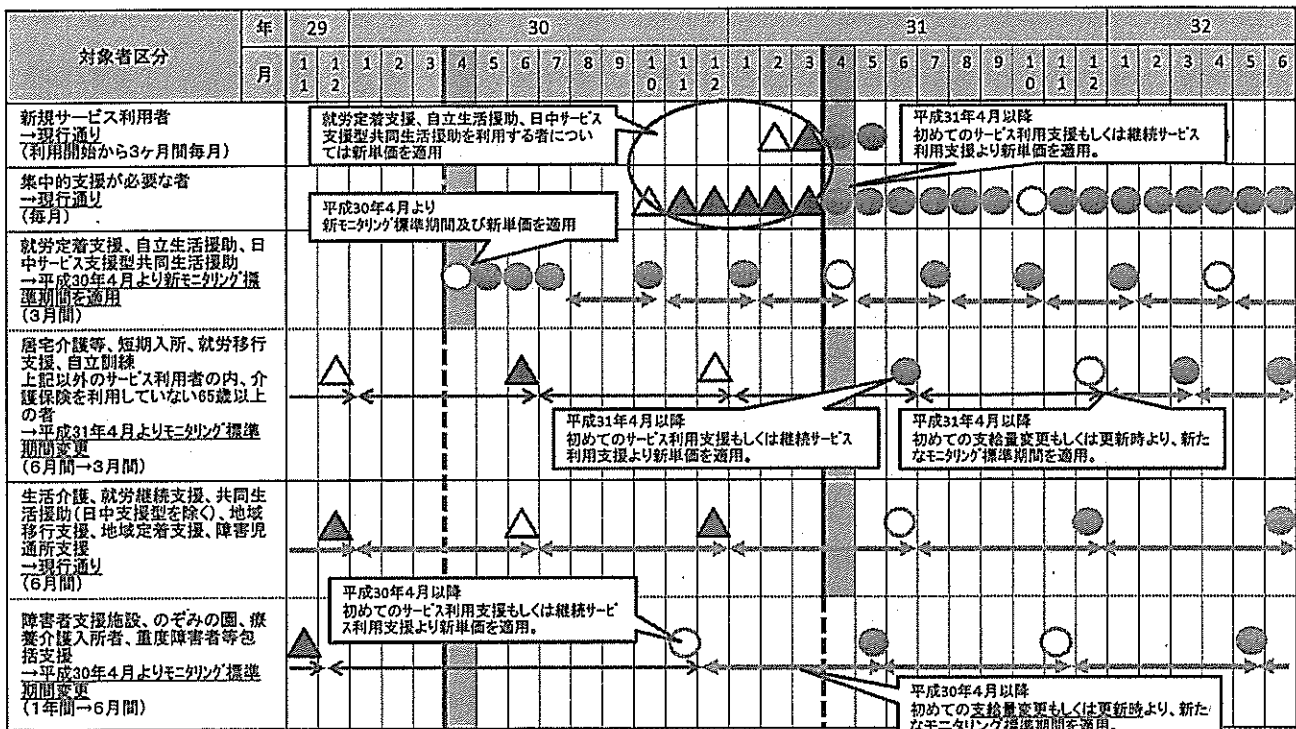 対象者区分
年
29
30
31
32
月
11
12
1
2
3
4
5
6
7
8
9
10
11
12
1
2
3
4
5
6
7
8
9
10
11
12
1
2
3
4
5
6
新規サービス利用者
→現行通り
(利用開始から3ヶ月間毎月)
就労定着支援、自立生活援助、日中サービス
支援型共同生活援助を利用する者につい
ては新単価を適用
平成31年4月以降
初めてのサービス利用支援もしくは継続サービス
利用支援より新単価を適用。
集中的支援が必要な者
→現行通り
(毎月)
平成30年4月より
新モニタリング標準期間及び新単価を適用
就労定着支援、自立生活援助、日
中サービス支援型共同生活援助
→平成30年4月より新モニタリング標
準期間を適用
(3月間)
居宅介護等、短期入所、就労移行
支援、自立訓練
上記以外のサービス利用者の内、介
護保険を利用していない65歳以上
の者
→平成31年4月よりモニタリング標準
期間変更
(6月間→3月間)
平成31年4月以降
初めてのサービス利用支援もしくは継続サービス
利用支援より新単価を適用。
平成31年4月以降
初めての支給量変更もしくは更新時より、新た
なモニタリング標準期間を適用。
生活介護、就労継続支援、共同生
活援助(日中支援型を除く)、地域
移行支援、地域定着支援、障害児
通所支援
→現行通り
(6月間)
平成30年4月以降
初めてのサービス利用支援もしくは継続サービ
ス利用支援より新単価を適用。
障害者支援施設、のぞみの園、療
養介護入所者、重度障害者等包
括支援
→平成30年4月よりモニタリング標準
期間変更
(1年間→6月間)
平成30年4月以降
初めての支給量変更もしくは更新時より、新た
なモニタリング標準期間を適用。